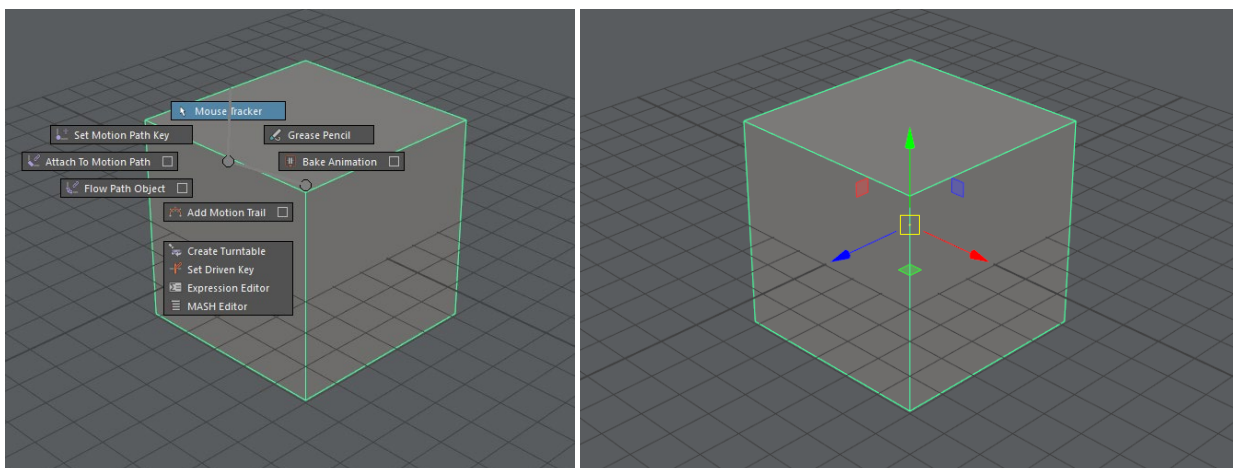 Mouse Tracker
Set Motion Path Key
Grease Pencil
Attach To Motion Path
Bake Animation
Flow Path Object
Add Motion Trail
Create Turntable
Set Driven Key
Expression Editor
MASH Editor